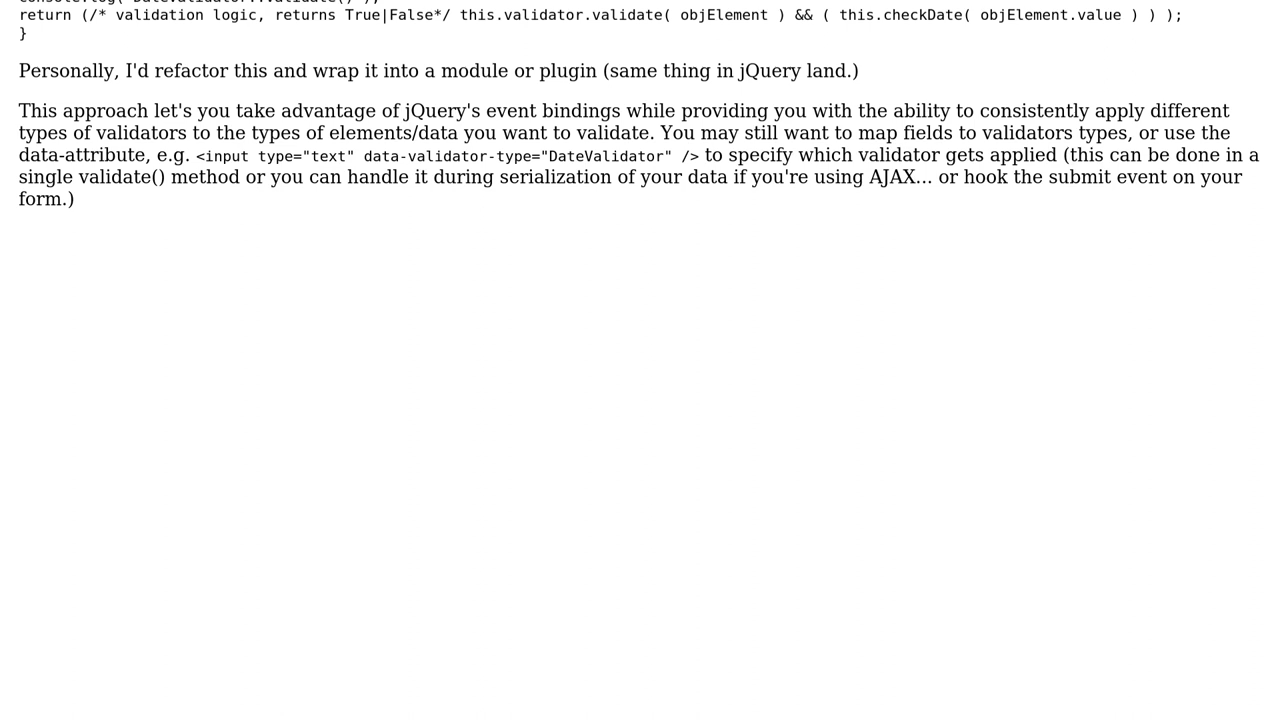 return (/* validation logic, returns True|False*/ this.validator.validate( objElement ) && ( this.checkDate( objElement.value ) ) );
}
Personally, I'd refactor this and wrap it into a module or plugin (same thing in jQuery land.)
This approach let's you take advantage of jQuery's event bindings while providing you with the ability to consistently apply different
types of validators to the types of elements/data you want to validate. You may still want to map fields to validators types, or use the
data-attribute, e.g. <input type="text" data-validator-type="DateValidator" /> to specify which validator gets applied (this can be done in a
single validate() method or you can handle it during serialization of your data if you're using AJAX... or hook the submit event on your
form.)